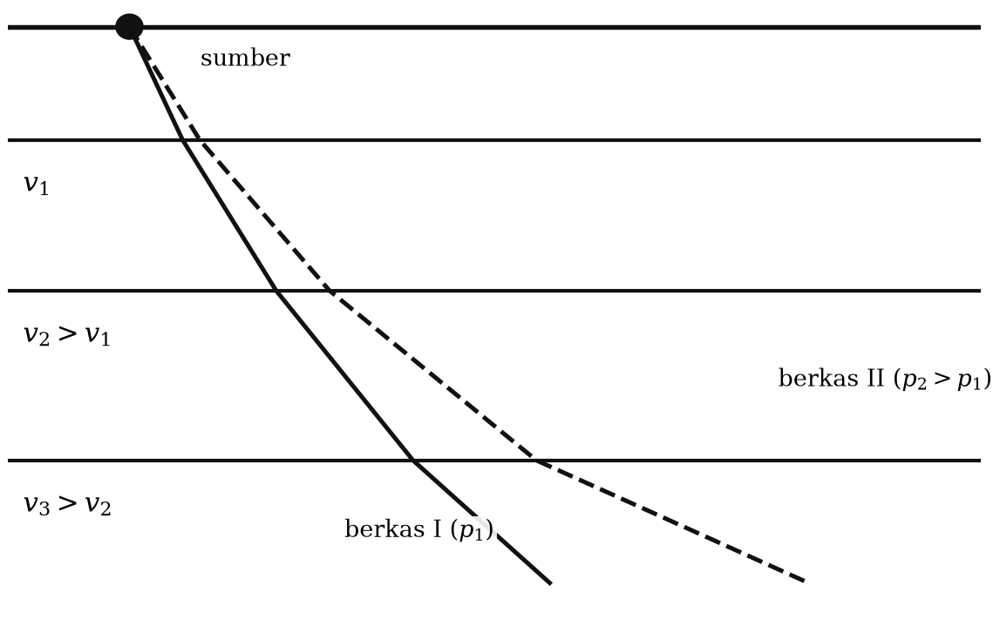 sumber
v₁
v₂ > v₁
berkas II (p₂ > p₁)
v₃ > v₂
berkas I (p₁)